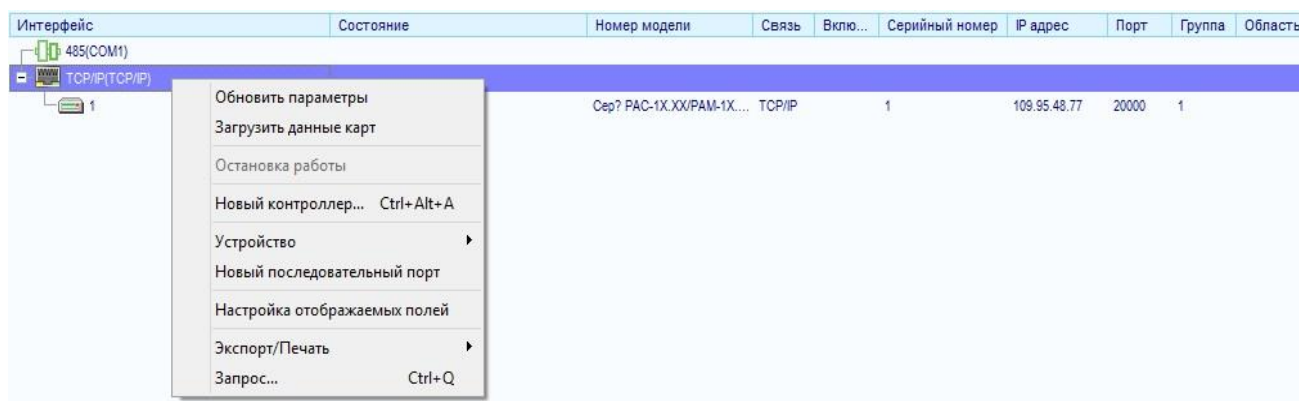 Интерфейс Состояние Номер модели Связь Вклю... Серийный номер IP адрес Порт Группа Область
485(COM1)
TCP/IP(TCP/IP)
1 Сер? PAC-1X.XX/PAM-1X.... TCP/IP 1 109.95.48.77 20000 1
Обновить параметры
Загрузить данные карт
Остановка работы
Новый контроллер... Ctrl+Alt+A
Устройство
Новый последовательный порт
Настройка отображаемых полей
Экспорт/Печать
Запрос... Ctrl+Q